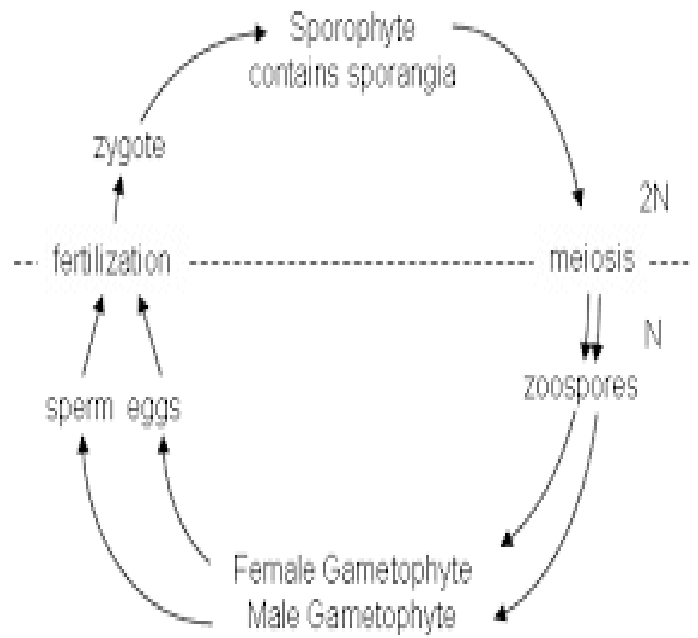 Sporophyte
contains sporangia
zygote
2N
fertilization
meiosis
N
zoospores
sperm eggs
Female Gametophyte
Male Gametophyte